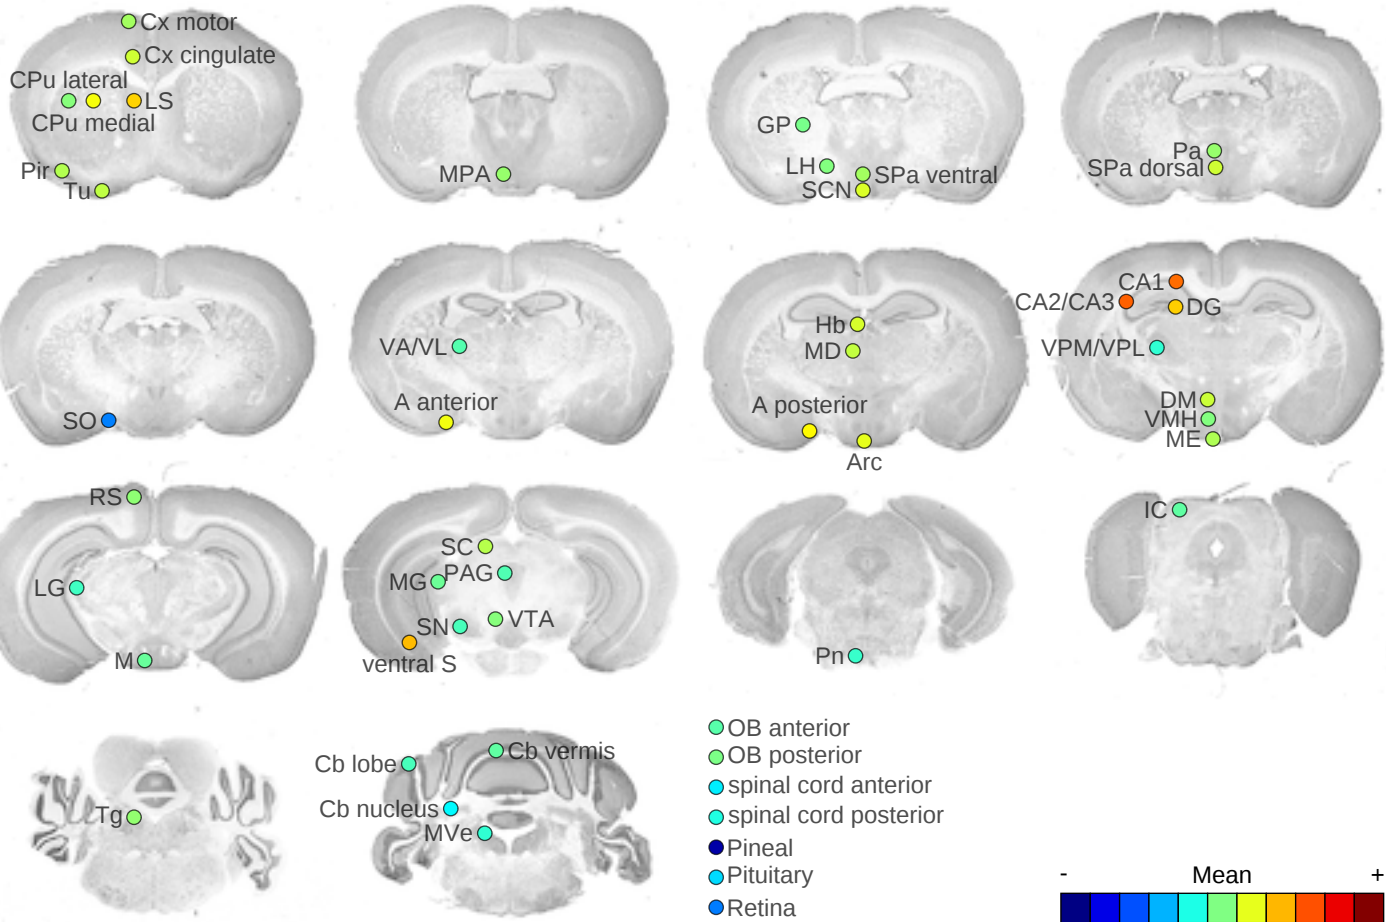 Cx motor
Cx cingulate
CPu lateral
LS
CPu medial
Pir
Tu
MPA
GP
LH
SPa ventral
SCN
Pa
SPa dorsal
SO
VA/VL
A anterior
Hb
MD
A posterior
Arc
CA1
CA2/CA3
DG
VPM/VPL
DM
VMH
ME
RS
LG
M
SC
MG
PAG
SN
VTA
ventral S
Pn
IC
Tg
Cb lobe
Cb vermis
Cb nucleus
MVe
OB anterior
OB posterior
spinal cord anterior
spinal cord posterior
Pineal
Pituitary
Retina
- Mean +